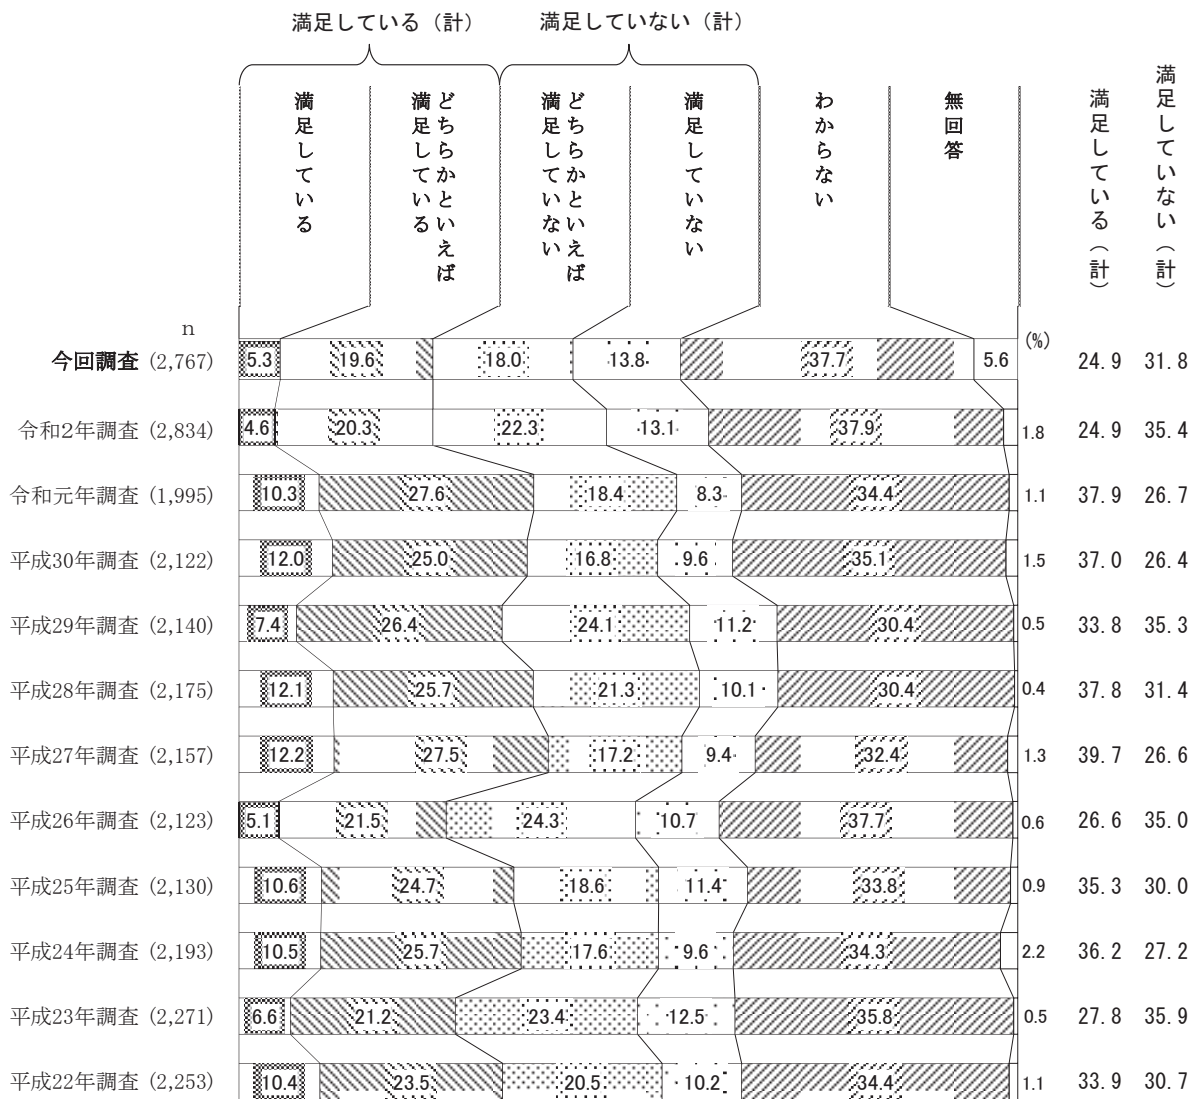 満足している（計）
満足していない（計）
満足している
どちらかといえば
満足している
どちらかといえば
満足していない
満足していない
わからない
無回答
満足している（計）
満足していない（計）
n
(%)
今回調査 (2,767) 5.3 19.6 18.0 13.8 37.7 5.6 24.9 31.8
令和2年調査 (2,834) 4.6 20.3 22.3 13.1 37.9 1.8 24.9 35.4
令和元年調査 (1,995) 10.3 27.6 18.4 8.3 34.4 1.1 37.9 26.7
平成30年調査 (2,122) 12.0 25.0 16.8 9.6 35.1 1.5 37.0 26.4
平成29年調査 (2,140) 7.4 26.4 24.1 11.2 30.4 0.5 33.8 35.3
平成28年調査 (2,175) 12.1 25.7 21.3 10.1 30.4 0.4 37.8 31.4
平成27年調査 (2,157) 12.2 27.5 17.2 9.4 32.4 1.3 39.7 26.6
平成26年調査 (2,123) 5.1 21.5 24.3 10.7 37.7 0.6 26.6 35.0
平成25年調査 (2,130) 10.6 24.7 18.6 11.4 33.8 0.9 35.3 30.0
平成24年調査 (2,193) 10.5 25.7 17.6 9.6 34.3 2.2 36.2 27.2
平成23年調査 (2,271) 6.6 21.2 23.4 12.5 35.8 0.5 27.8 35.9
平成22年調査 (2,253) 10.4 23.5 20.5 10.2 34.4 1.1 33.9 30.7